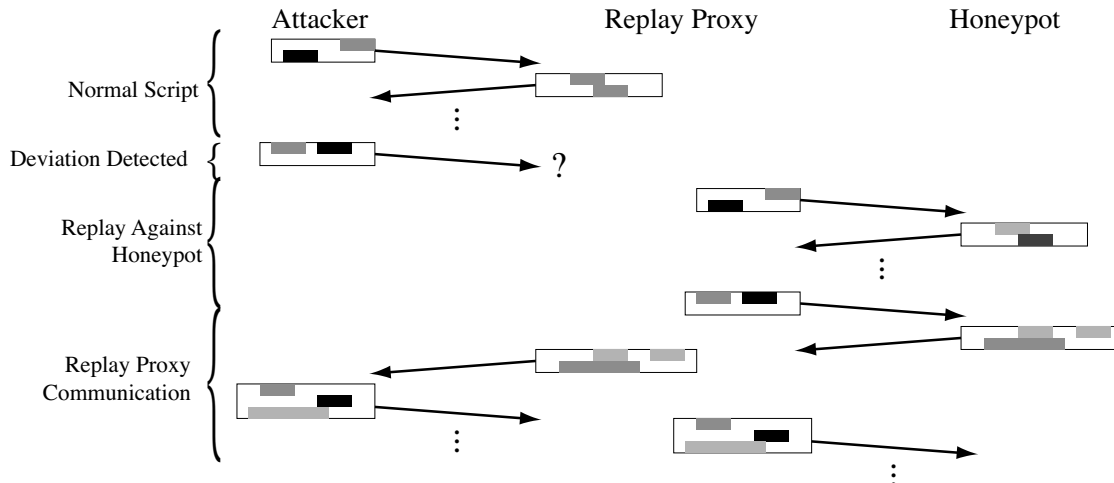 Attacker
Replay Proxy
Honeypot
Normal Script
Deviation Detected
?
Replay Against
Honeypot
Replay Proxy
Communication